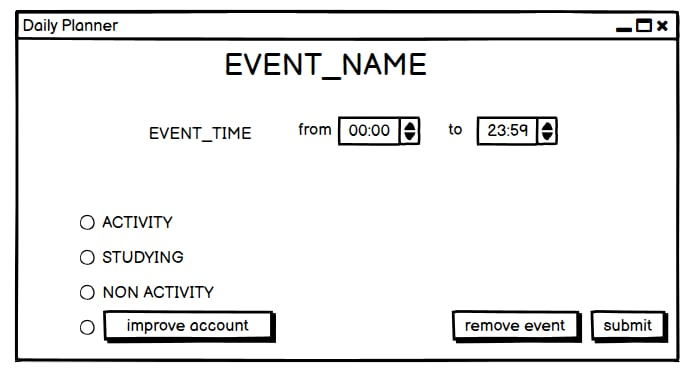 Daily Planner
EVENT_NAME
EVENT_TIME from 00:00 to 23:59
ACTIVITY
STUDYING
NON ACTIVITY
improve account remove event submit